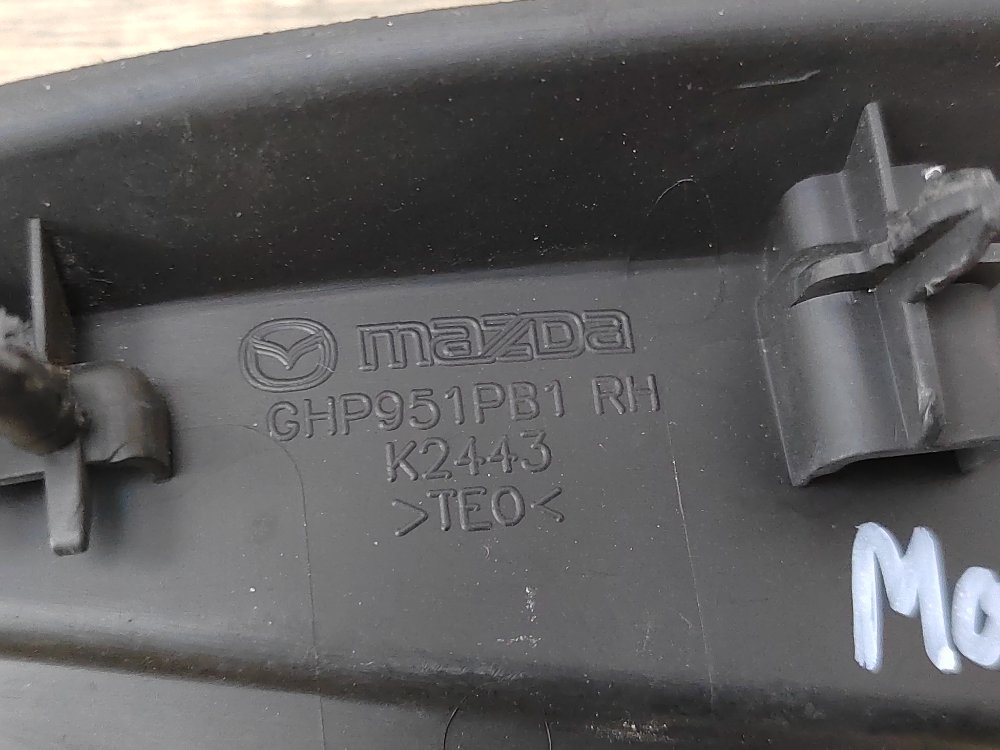 mazda
GHP951PB1 RH
K2443
>TEO<
Mo